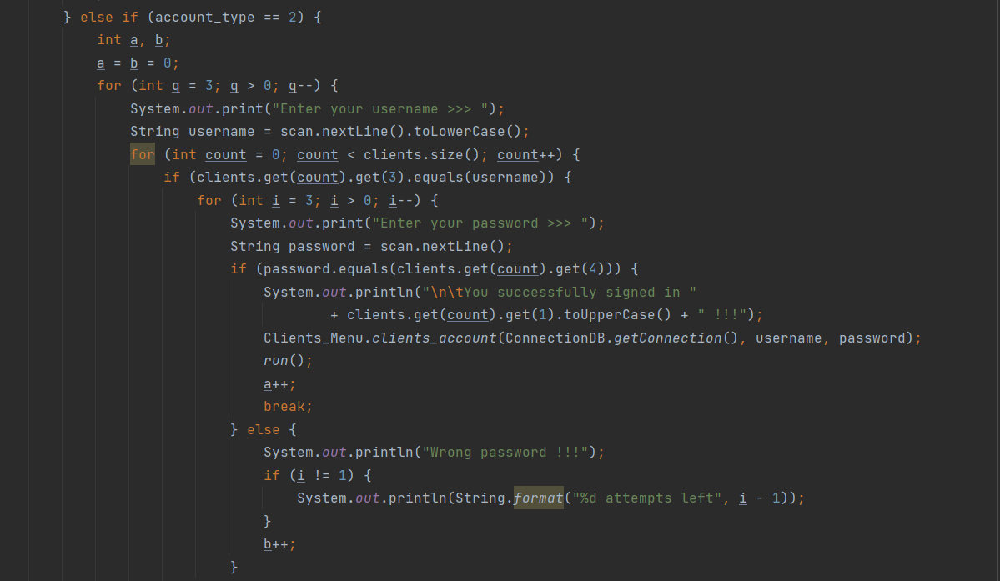 } else if (account_type == 2) {
int a, b;
a = b = 0;
for (int q = 3; q > 0; q--) {
System.out.print("Enter your username >>> ");
String username = scan.nextLine().toLowerCase();
for (int count = 0; count < clients.size(); count++) {
if (clients.get(count).get(3).equals(username)) {
for (int i = 3; i > 0; i--) {
System.out.print("Enter your password >>> ");
String password = scan.nextLine();
if (password.equals(clients.get(count).get(4))) {
System.out.println("\n\tYou successfully signed in "
+ clients.get(count).get(1).toUpperCase() + " !!!");
Clients_Menu.clients_account(ConnectionDB.getConnection(), username, password);
run();
a++;
break;
} else {
System.out.println("Wrong password !!!");
if (i != 1) {
System.out.println(String.format("%d attempts left", i - 1));
}
b++;
}